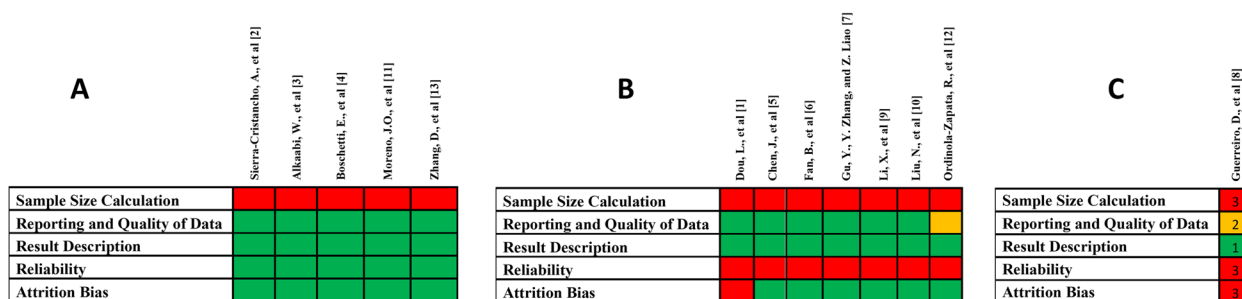 A
Sierra-Cristancho, A., et al [2]
Alkaabi, W., et al [3]
Boschetti, E., et al [4]
Moreno, J.O., et al [11]
Zhang, D., et al [13]
Sample Size Calculation
Reporting and Quality of Data
Result Description
Reliability
Attrition Bias
B
Dou, L., et al [1]
Chen, J., et al [5]
Fan, B., et al [6]
Gu, Y., Y. Zhang, and Z. Liao [7]
Li, X., et al [9]
Liu, N., et al [10]
Ordinola-Zapata, R., et al [12]
Sample Size Calculation
Reporting and Quality of Data
Result Description
Reliability
Attrition Bias
C
Guerreiro, D., et al [8]
Sample Size Calculation 3
Reporting and Quality of Data 2
Result Description 1
Reliability 3
Attrition Bias 3